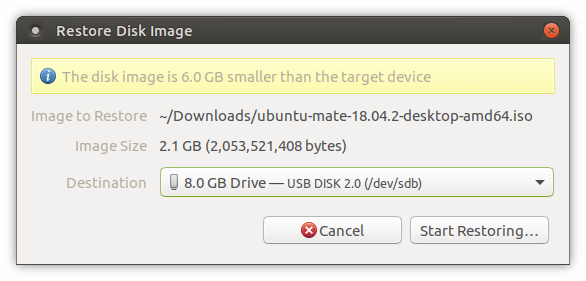 Restore Disk Image
The disk image is 6.0 GB smaller than the target device
Image to Restore ~/Downloads/ubuntu-mate-18.04.2-desktop-amd64.iso
Image Size 2.1 GB (2,053,521,408 bytes)
Destination 8.0 GB Drive — USB DISK 2.0 (/dev/sdb)
Cancel Start Restoring...